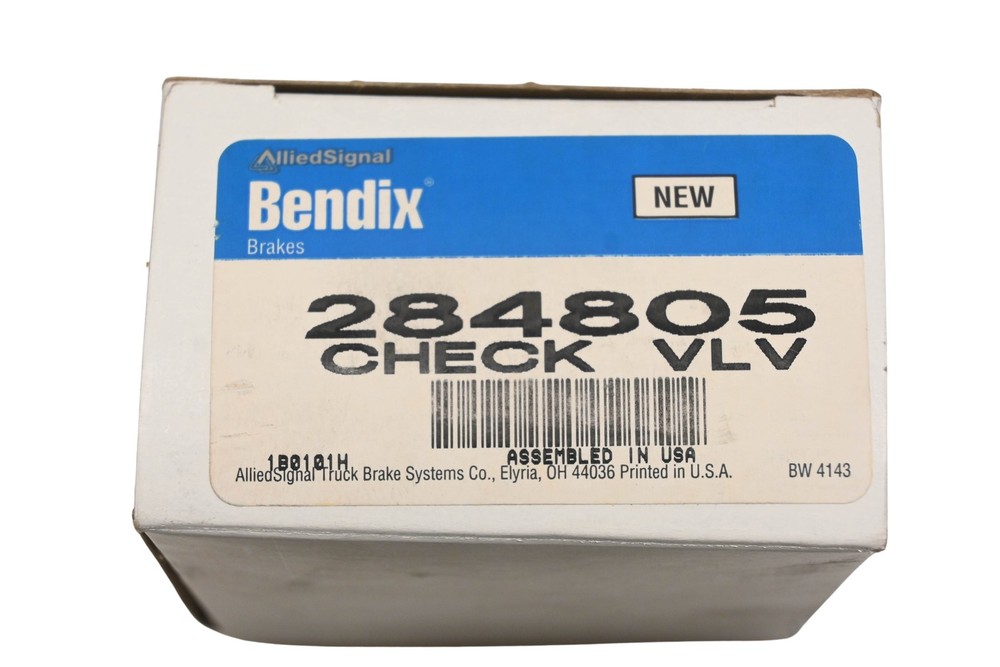 AlliedSignal
Bendix®
Brakes
NEW
284805
CHECK VLV
1B0101H
ASSEMBLED IN USA
AlliedSignal Truck Brake Systems Co., Elyria, OH 44036 Printed in U.S.A.
BW 4143